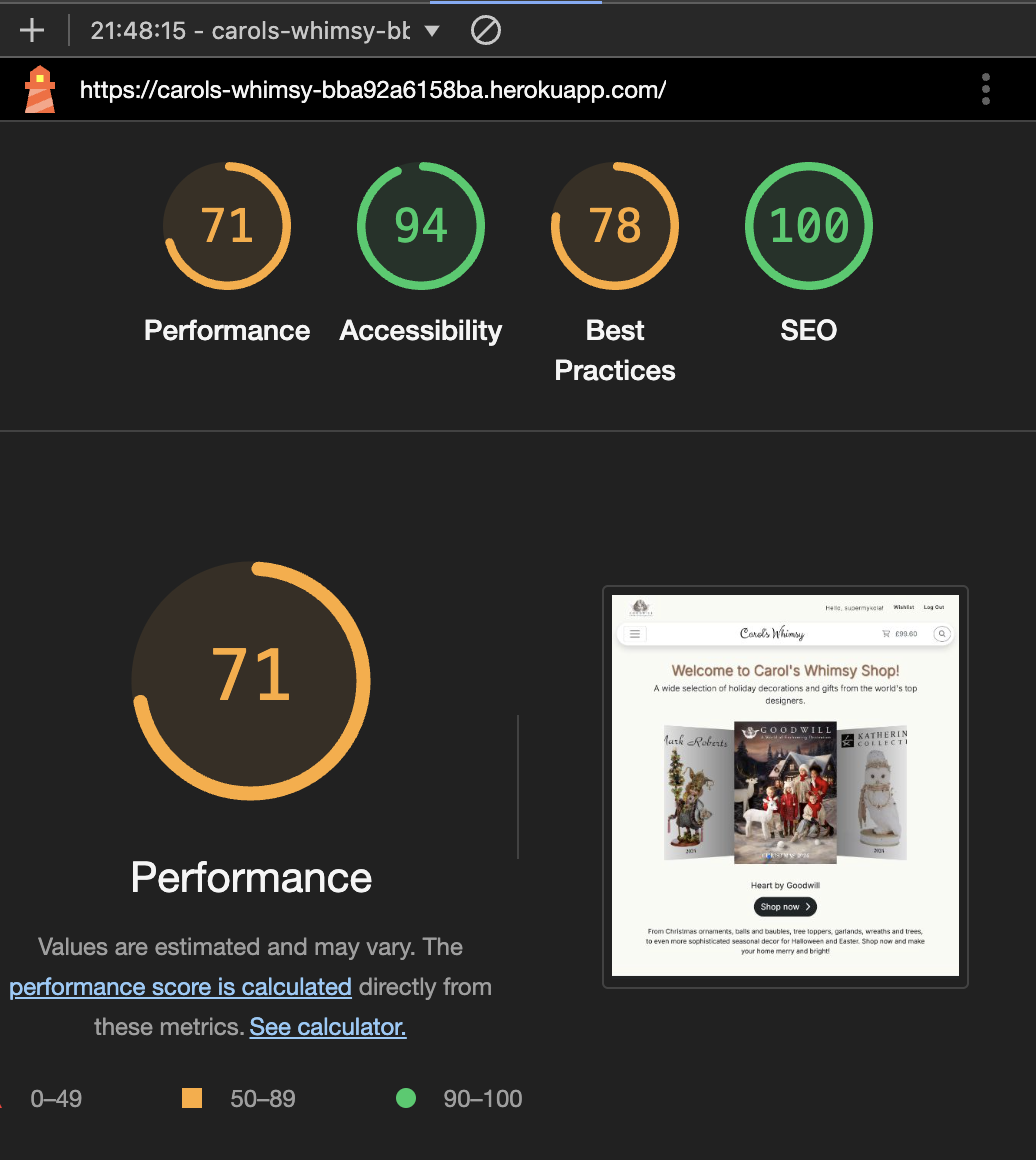 21:48:15 - carols-whimsy-bb
https://carols-whimsy-bba92a6158ba.herokuapp.com/
71
94
78
100
Performance
Accessibility
Best
Practices
SEO
71
Performance
Values are estimated and may vary. The
performance score is calculated directly from
these metrics. See calculator.
0–49
50–89
90–100
Hello, supermykola!
Wishlist
Log Out
Carol's Whimsy
£99.60
Welcome to Carol's Whimsy Shop!
A wide selection of holiday decorations and gifts from the world's top
designers.
Mark Roberts
GOODWILL
KATHERIN
COLLECTI
2024
Heart by Goodwill
Shop now
From Christmas ornaments, balls and baubles, tree toppers, garlands, wreaths and trees,
to even more sophisticated seasonal decor for Halloween and Easter. Shop now and make
your home merry and bright!